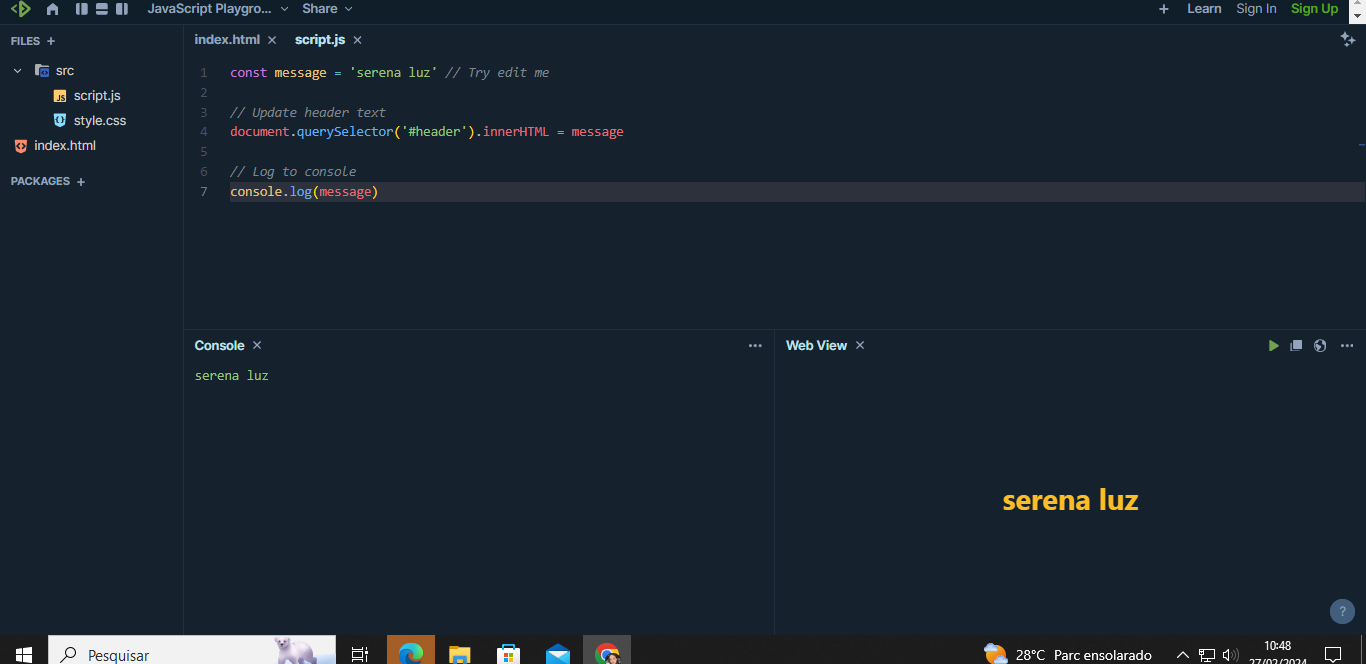 JavaScript Playgro... Share + Learn Sign In Sign Up
FILES +
index.html × script.js ×
src
script.js
style.css
index.html
PACKAGES +
1 const message = 'serena luz' // Try edit me
2
3 // Update header text
4 document.querySelector('#header').innerHTML = message
5
6 // Log to console
7 console.log(message)
Console ×
serena luz
Web View ×
serena luz
?
Pesquisar
28°C Parc ensolarado
10:48
27/02/2024